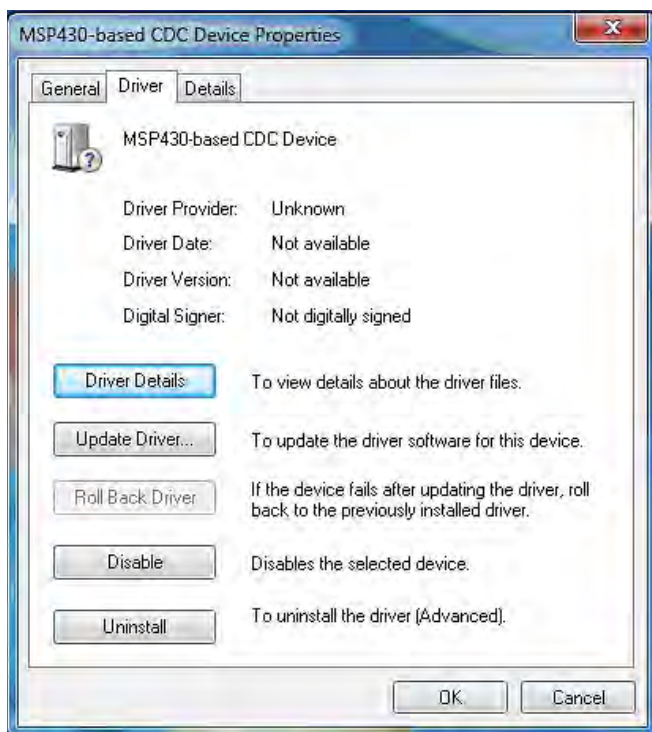 MSP430-based CDC Device Properties
General Driver Details
MSP430-based CDC Device
Driver Provider: Unknown
Driver Date: Not available
Driver Version: Not available
Digital Signer: Not digitally signed
Driver Details To view details about the driver files.
Update Driver... To update the driver software for this device.
Roll Back Driver If the device fails after updating the driver, roll
back to the previously installed driver.
Disable Disables the selected device.
Uninstall To uninstall the driver (Advanced).
OK Cancel